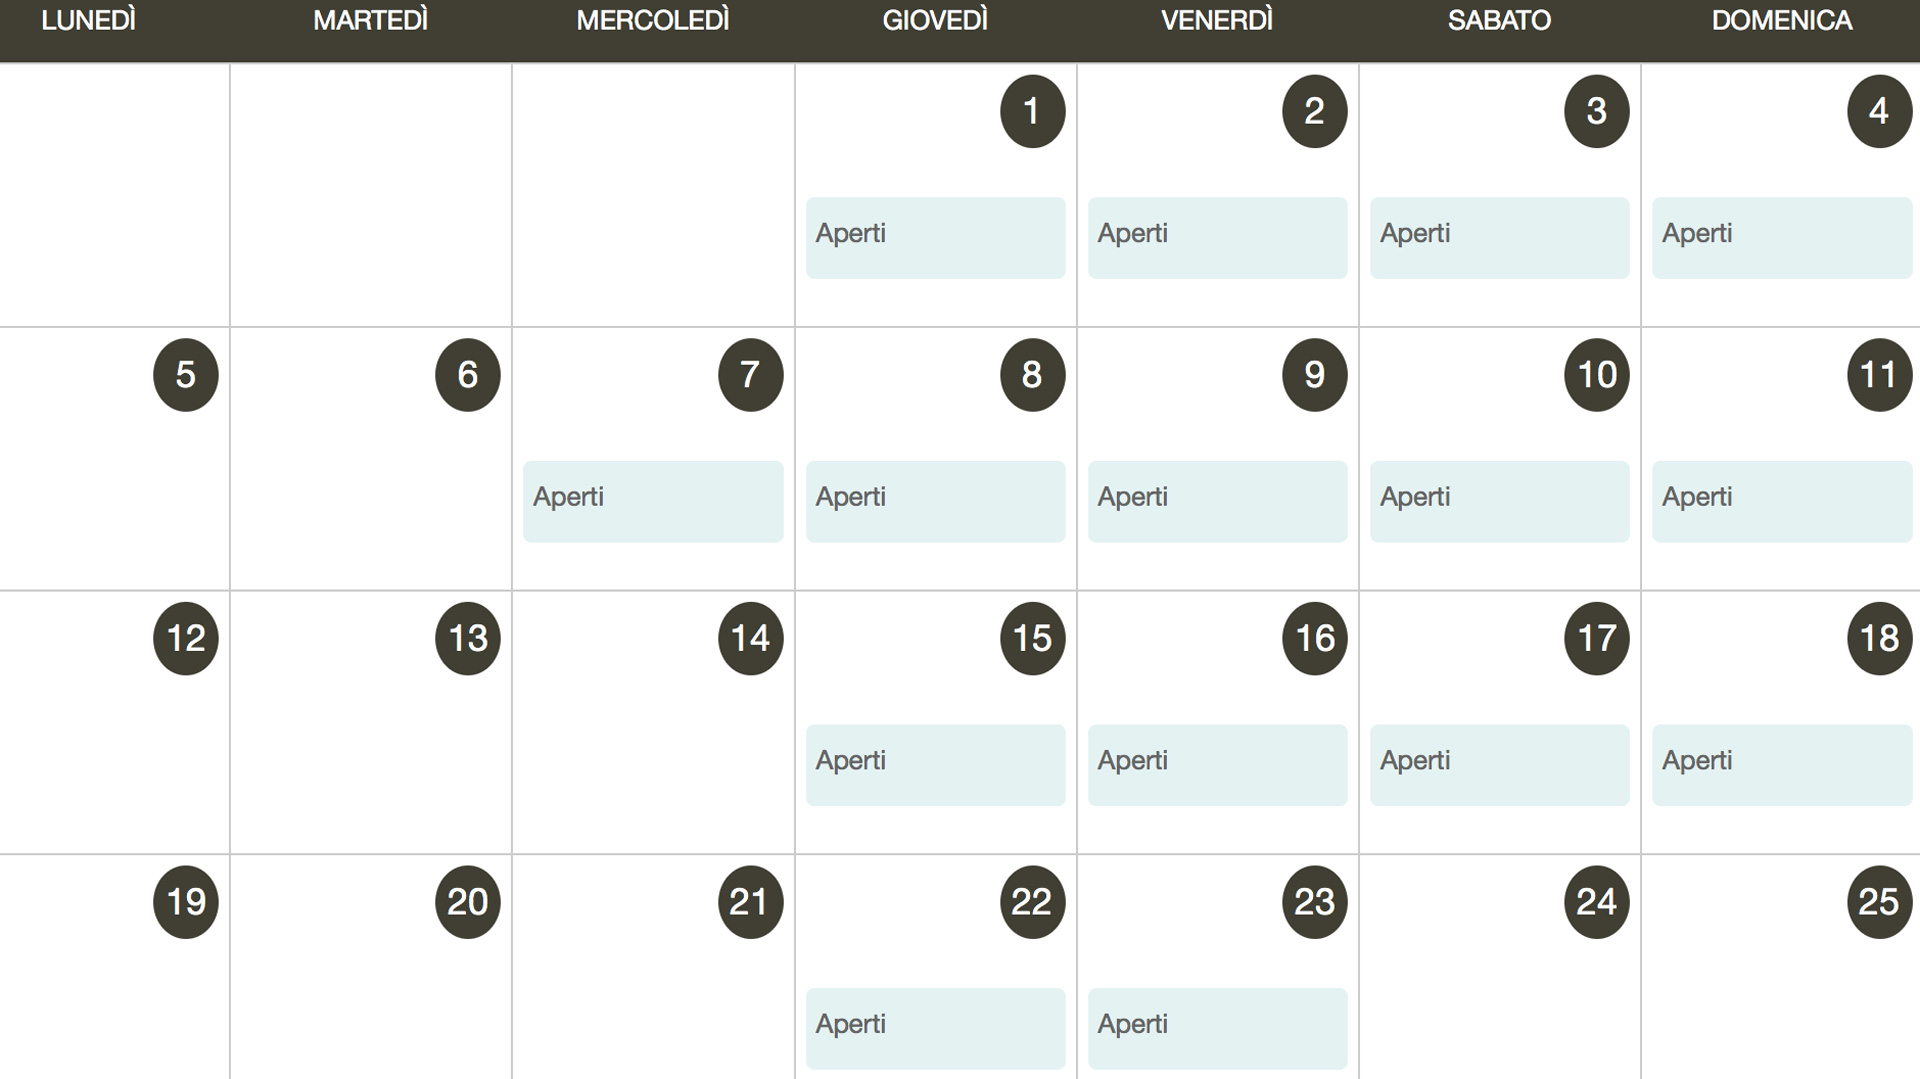 LUNEDÌ MARTEDÌ MERCOLEDÌ GIOVEDÌ VENERDÌ SABATO DOMENICA
1 2 3 4
Aperti Aperti Aperti Aperti
5 6 7 8 9 10 11
Aperti Aperti Aperti Aperti Aperti
12 13 14 15 16 17 18
Aperti Aperti Aperti Aperti
19 20 21 22 23 24 25
Aperti Aperti